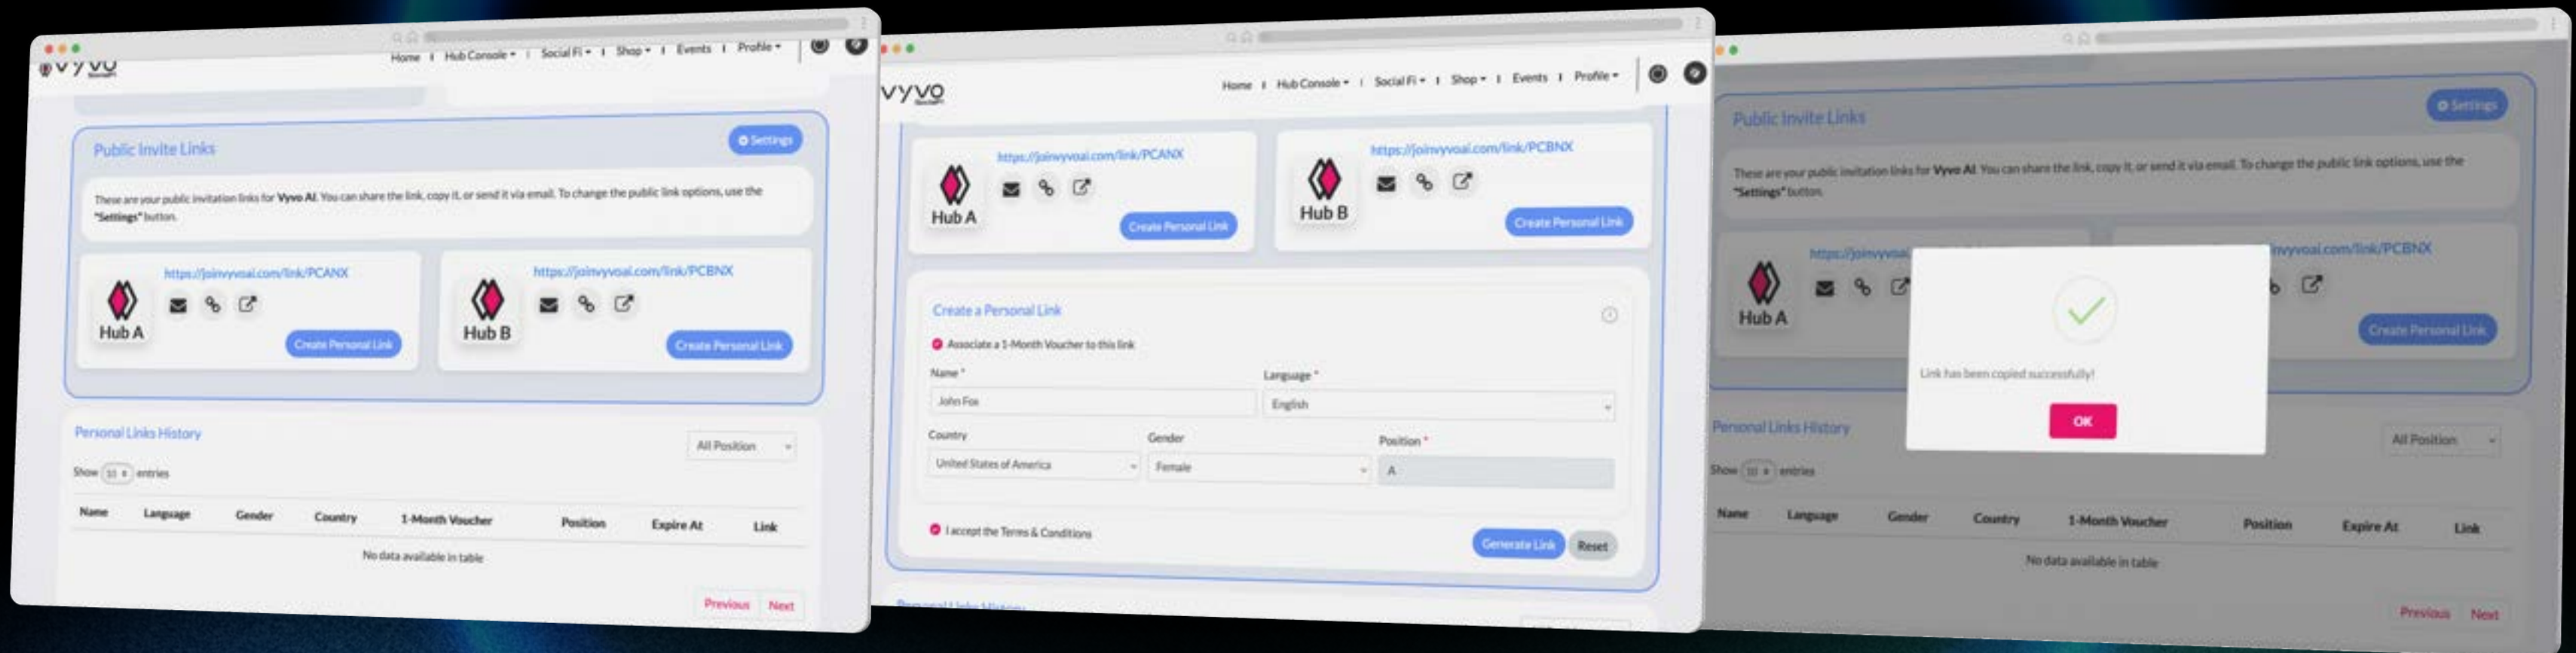 vyvo
Home | Hub Console | Social Fi | Shop | Events | Profile
Public Invite Links
Settings
These are your public invitation links for Vyvo AI. You can share the link, copy it, or send it via email. To change the public link options, use the
"Settings" button.
https://joinvyvoai.com/link/PCANX
Hub A
Create Personal Link
https://joinvyvoai.com/link/PCBNX
Hub B
Create Personal Link
Personal Links History
All Position
Show 10 entries
Name Language Gender Country 1-Month Voucher Position Expire At Link
No data available in table
Previous Next
vyvo
Home | Hub Console | Social Fi | Shop | Events | Profile
https://joinvyvoai.com/link/PCANX
Hub A
Create Personal Link
https://joinvyvoai.com/link/PCBNX
Hub B
Create Personal Link
Create a Personal Link
Associate a 1-Month Voucher to this link
Name * Language *
John Fox English
Country Gender Position *
United States of America Female A
I accept the Terms & Conditions
Generate Link Reset
Personal Links History
Public Invite Links
Settings
These are your public invitation links for Vyvo AI. You can share the link, copy it, or send it via email. To change the public link options, use the
"Settings" button.
https://joinvyvoai
Hub A
nvyvoai.com/link/PCBNX
Create Personal Link
Link has been copied successfully!
OK
Personal Links History
All Position
Show 10 entries
Name Language Gender Country 1-Month Voucher Position Expire At Link
No data available in table
Previous Next